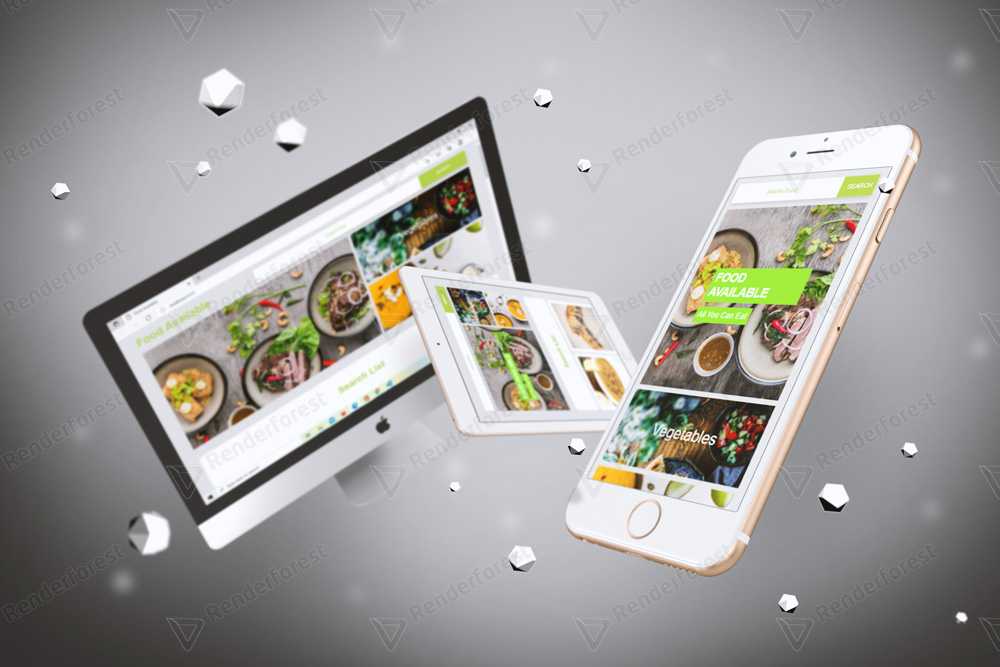 Renderforest
Food Available
Search List
Search Food
SEARCH
FOOD
AVAILABLE
All You Can Eat
Vegetables